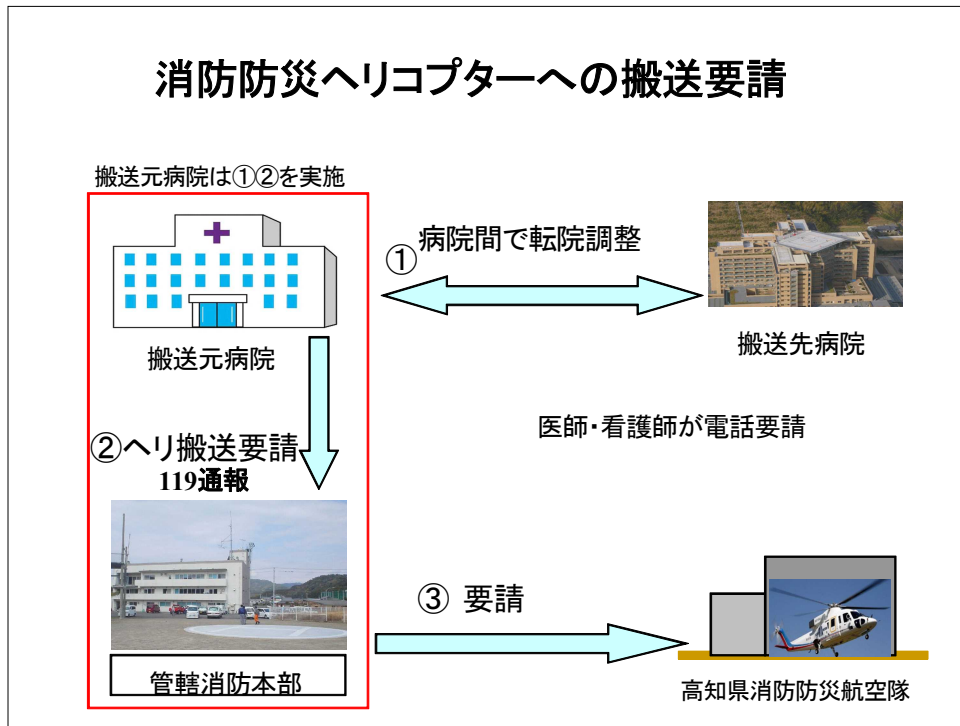 消防防災ヘリコプターへの搬送要請
搬送元病院は①②を実施
①
病院間で転院調整
搬送元病院
搬送先病院
医師・看護師が電話要請
②ヘリ搬送要請
119通報
③ 要請
管轄消防本部
高知県消防防災航空隊